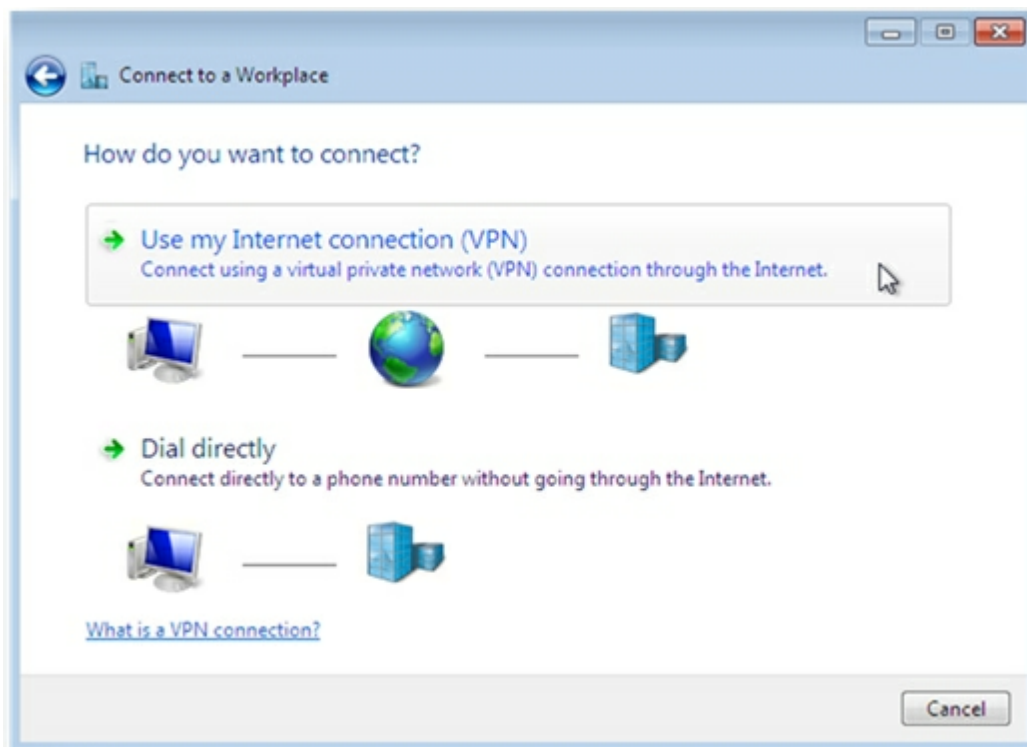 Connect to a Workplace
How do you want to connect?
Use my Internet connection (VPN)
Connect using a virtual private network (VPN) connection through the Internet.
Dial directly
Connect directly to a phone number without going through the Internet.
What is a VPN connection?
Cancel